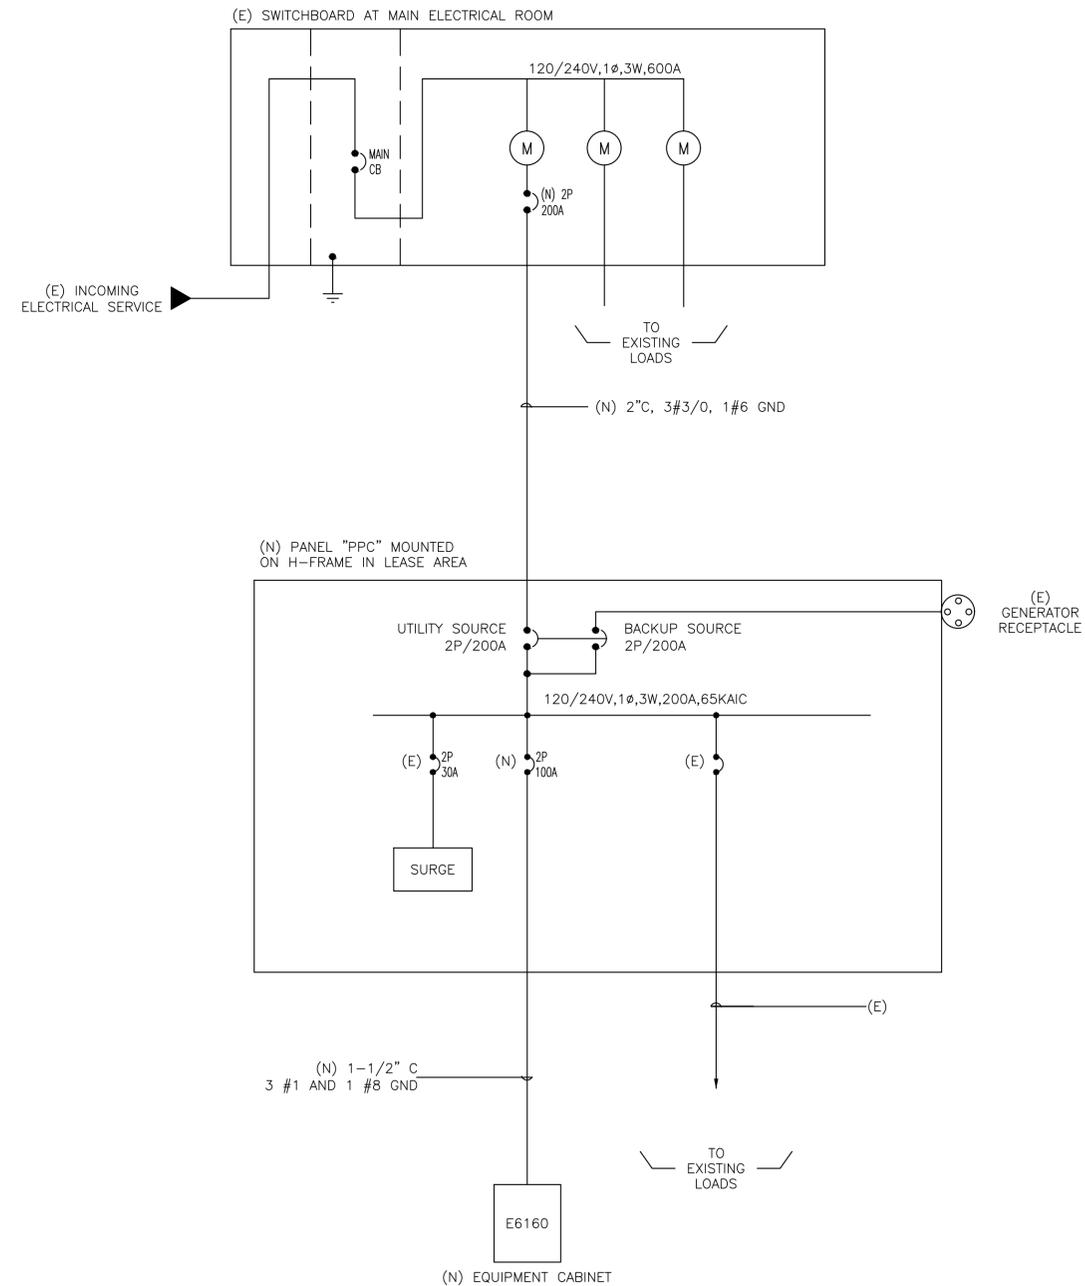 (E) SWITCHBOARD AT MAIN ELECTRICAL ROOM
120/240V,1ø,3W,600A
M
M
M
MAIN
CB
(N) 2P
200A
(E) INCOMING
ELECTRICAL SERVICE
TO
EXISTING
LOADS
(N) 2"C, 3#3/0, 1#6 GND
(N) PANEL "PPC" MOUNTED
ON H-FRAME IN LEASE AREA
(E)
GENERATOR
RECEPTACLE
UTILITY SOURCE
2P/200A
BACKUP SOURCE
2P/200A
120/240V,1ø,3W,200A,65KAIC
(E)
2P
30A
(N)
2P
100A
(E)
SURGE
(E)
(N) 1-1/2" C
3 #1 AND 1 #8 GND
TO
EXISTING
LOADS
E6160
(N) EQUIPMENT CABINET